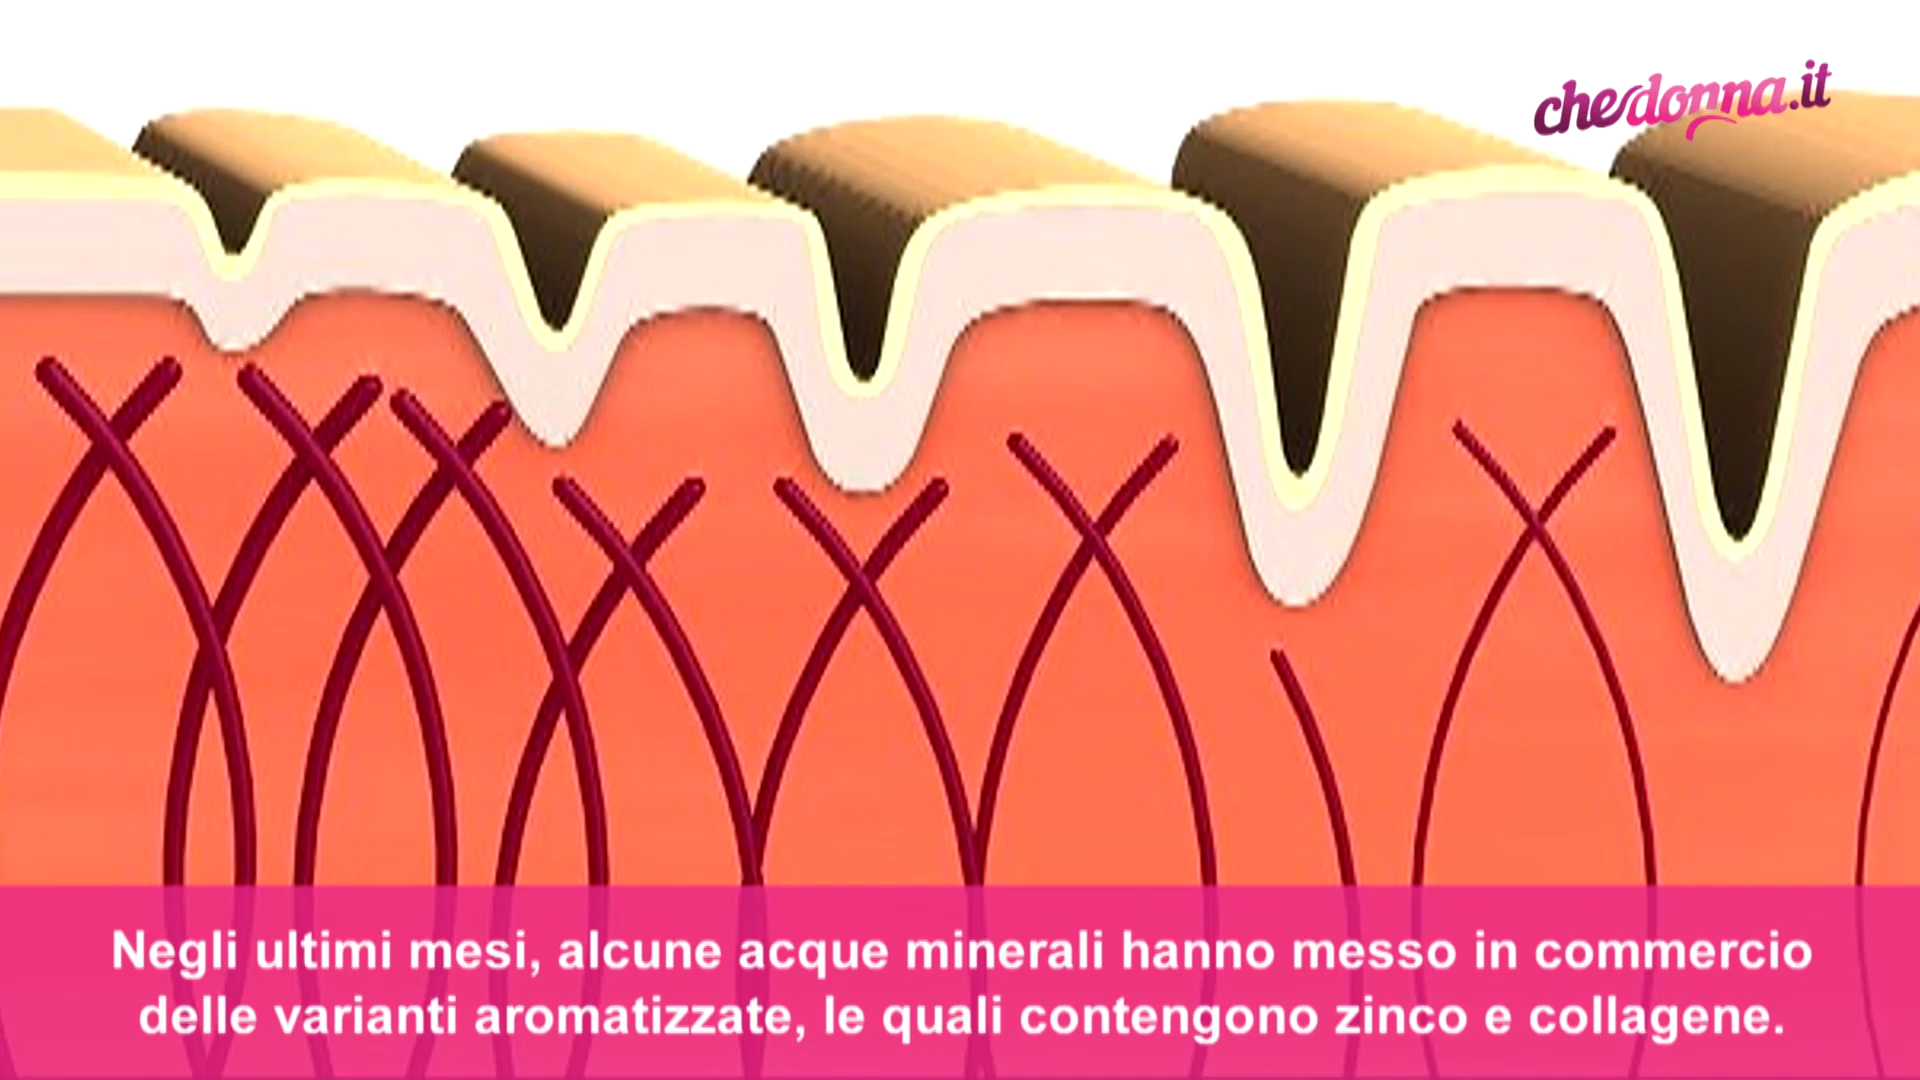 chedonna.it
Negli ultimi mesi, alcune acque minerali hanno messo in commercio
delle varianti aromatizzate, le quali contengono zinco e collagene.